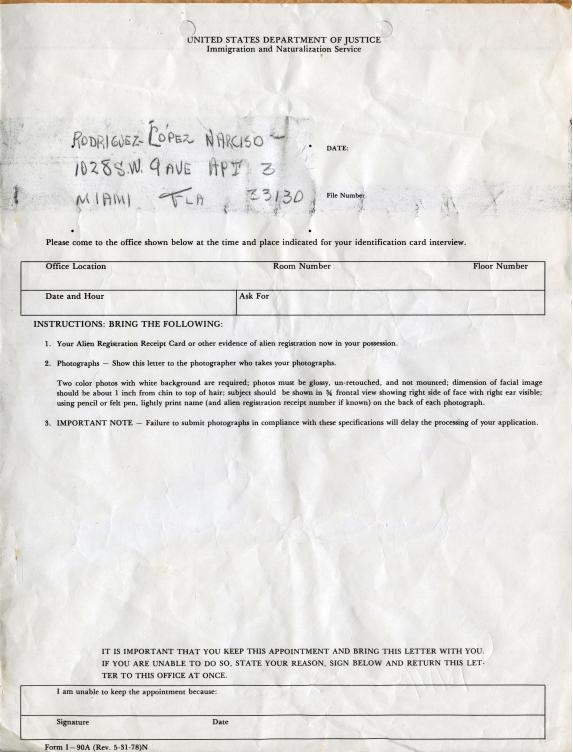 UNITED STATES DEPARTMENT OF JUSTICE
Immigration and Naturalization Service
RODRIGUEZ-LÓPEZ NARCISO
1028 S.W. 9 AVE APT 3
MIAMI FLA 33130
DATE:
File Number
Please come to the office shown below at the time and place indicated for your identification card interview.
Office Location Room Number Floor Number
Date and Hour Ask For
INSTRUCTIONS: BRING THE FOLLOWING:
1. Your Alien Registration Receipt Card or other evidence of alien registration now in your possession.
2. Photographs — Show this letter to the photographer who takes your photographs.
Two color photos with white background are required; photos must be glossy, un-retouched, and not mounted; dimension of facial image
should be about 1 inch from chin to top of hair; subject should be shown in ¾ frontal view showing right side of face with right ear visible;
using pencil or felt pen, lightly print name (and alien registration receipt number if known) on the back of each photograph.
3. IMPORTANT NOTE — Failure to submit photographs in compliance with these specifications will delay the processing of your application.
IT IS IMPORTANT THAT YOU KEEP THIS APPOINTMENT AND BRING THIS LETTER WITH YOU.
IF YOU ARE UNABLE TO DO SO, STATE YOUR REASON, SIGN BELOW AND RETURN THIS LET-
TER TO THIS OFFICE AT ONCE.
I am unable to keep the appointment because:
Signature Date
Form I—90A (Rev. 5-31-78)N